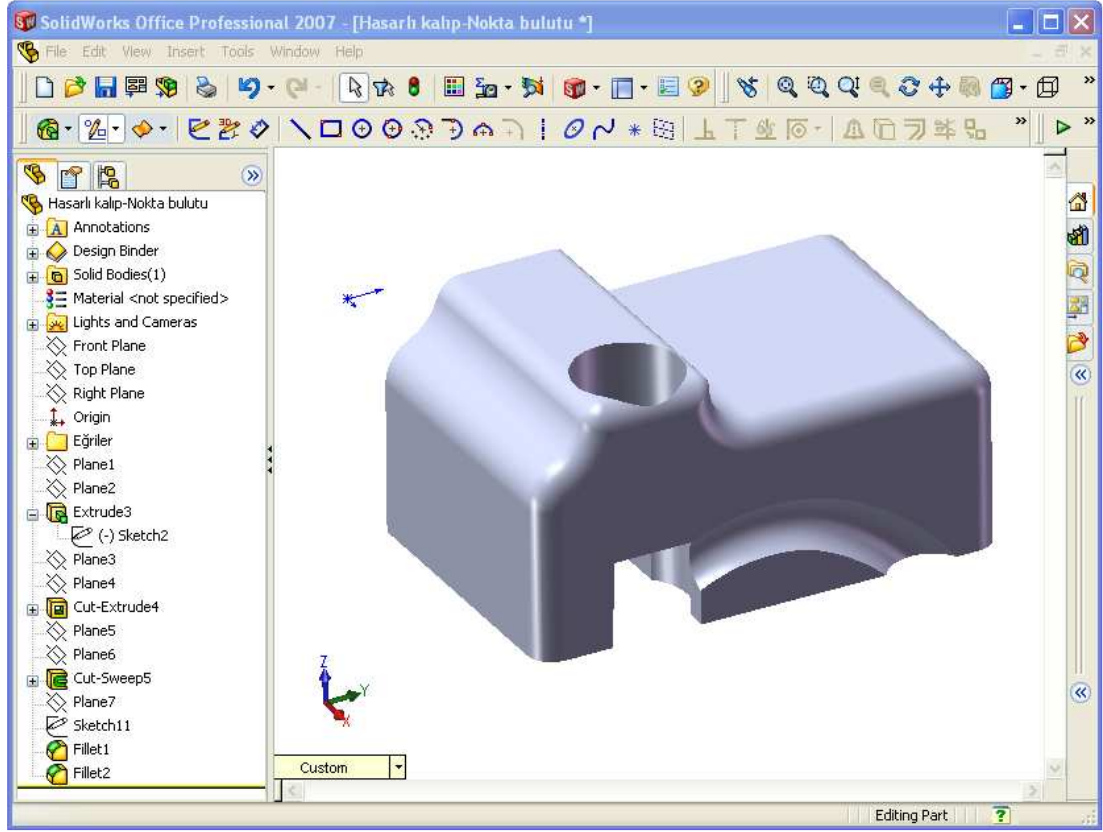 SolidWorks Office Professional 2007 - [Hasarlı kalıp-Nokta bulutu *]
File Edit View Insert Tools Window Help
Hasarlı kalıp-Nokta bulutu
Annotations
Design Binder
Solid Bodies(1)
Material <not specified>
Lights and Cameras
Front Plane
Top Plane
Right Plane
Origin
Eğriler
Plane1
Plane2
Extrude3
(-) Sketch2
Plane3
Plane4
Cut-Extrude4
Plane5
Plane6
Cut-Sweep5
Plane7
Sketch11
Fillet1
Fillet2
Z
Y
X
Custom
Editing Part